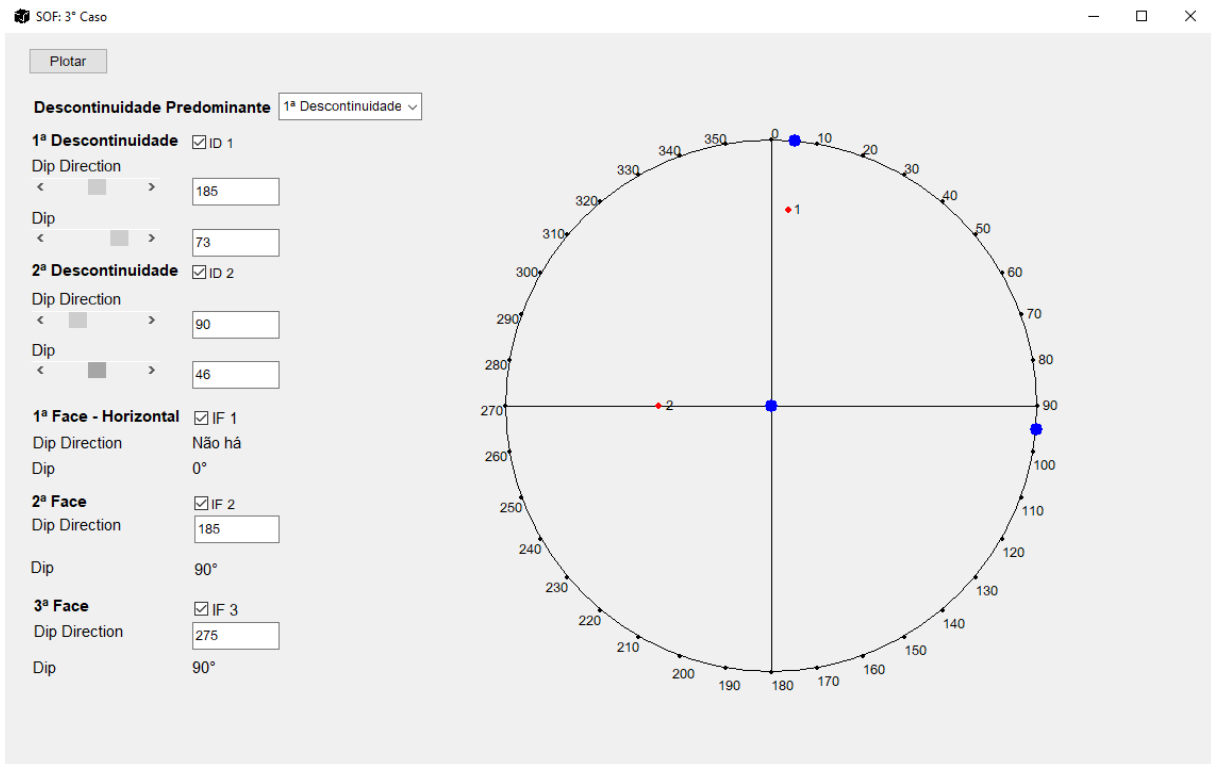 SOF: 3° Caso
Plotar
Descontinuidade Predominante 1ª Descontinuidade
1ª Descontinuidade ID 1
Dip Direction
185
Dip
73
2ª Descontinuidade ID 2
Dip Direction
90
Dip
46
1ª Face - Horizontal IF 1
Dip Direction Não há
Dip 0°
2ª Face IF 2
Dip Direction 185
Dip 90°
3ª Face IF 3
Dip Direction 275
Dip 90°
0
10
20
30
40
50
60
70
80
90
100
110
120
130
140
150
160
170
180
190
200
210
220
230
240
250
260
270
280
290
300
310
320
330
340
350
1
2